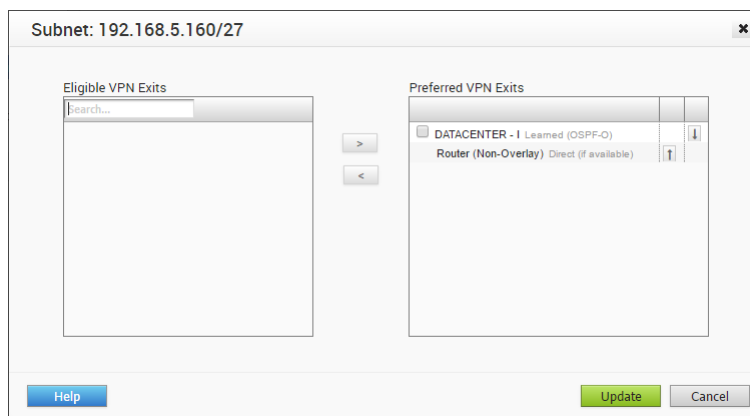 Subnet: 192.168.5.160/27
Eligible VPN Exits
Search...
Preferred VPN Exits
DATACENTER - I Learned (OSPF-O)
Router (Non-Overlay) Direct (if available)
>
<
Help
Update
Cancel